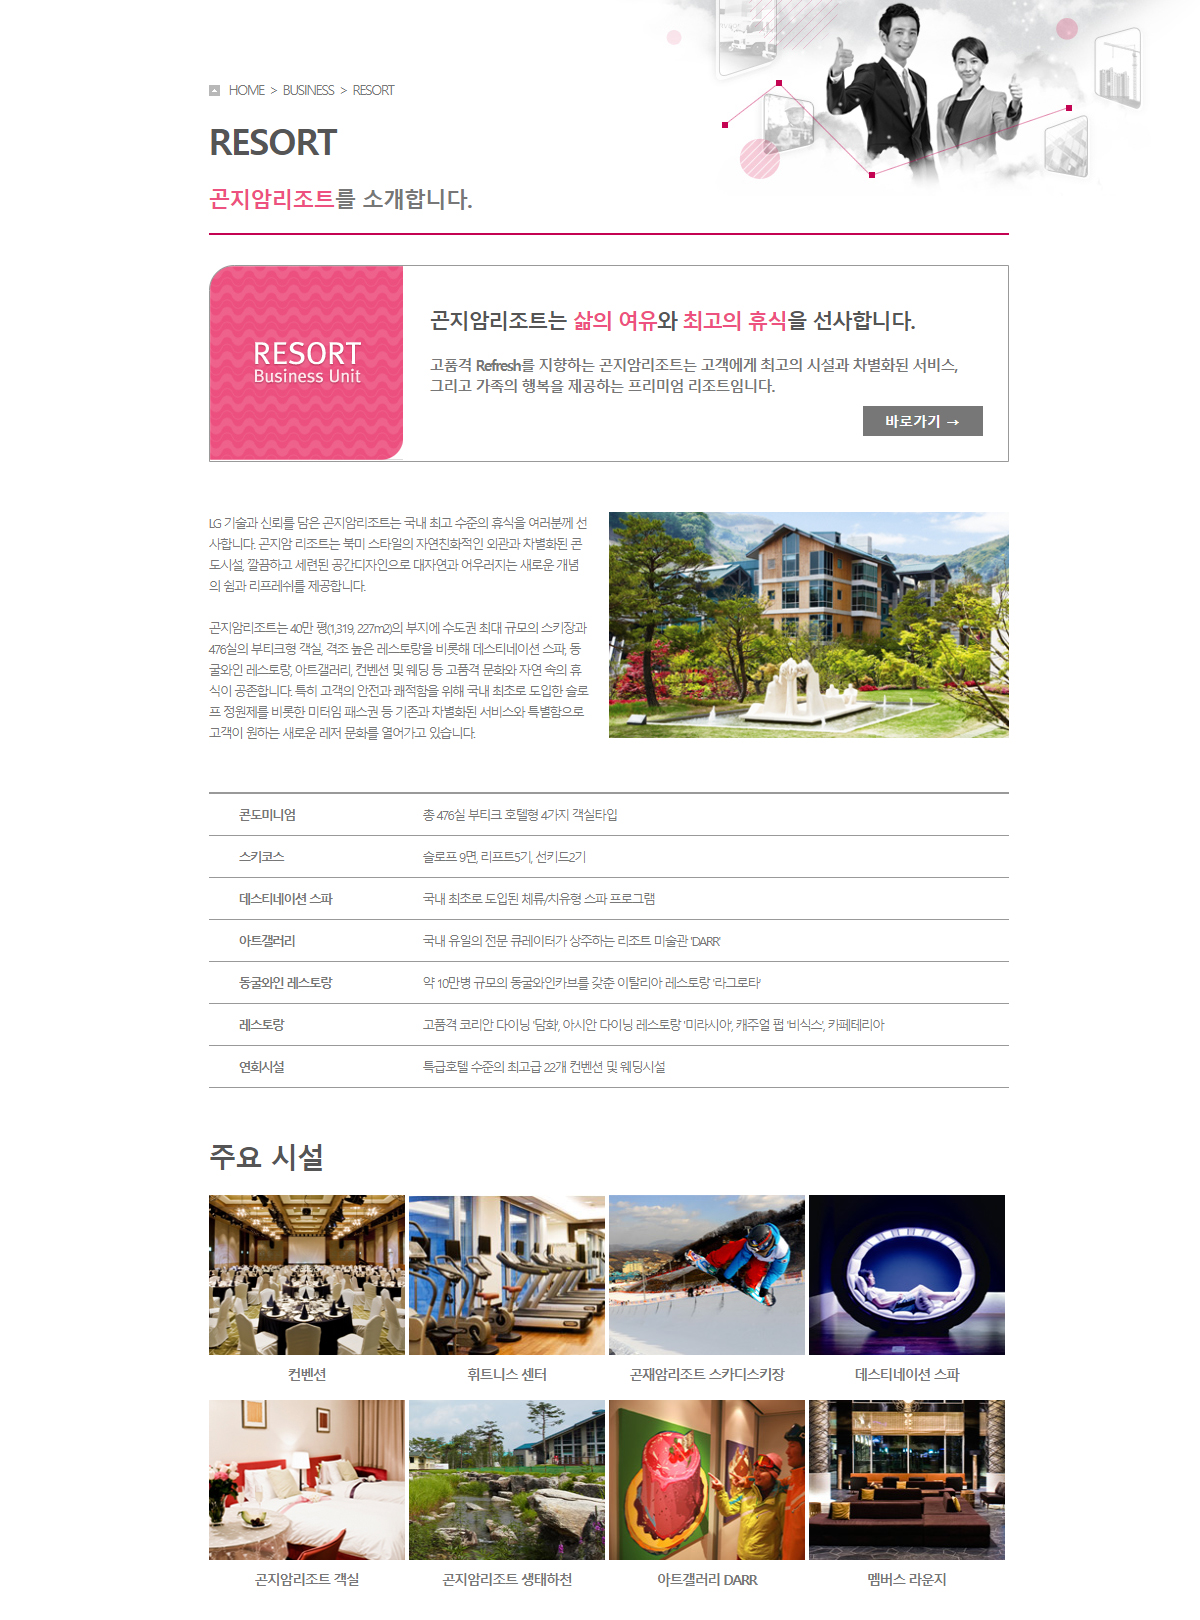 HOME > BUSINESS > RESORT
RESORT
곤지암리조트를 소개합니다.
RESORT
Business Unit
곤지암리조트는 삶의 여유와 최고의 휴식을 선사합니다.
고품격 Refresh를 지향하는 곤지암리조트는 고객에게 최고의 시설과 차별화된 서비스,
그리고 가족의 행복을 제공하는 프리미엄 리조트입니다.
바로가기 →
LG 기술과 신뢰를 담은 곤지암리조트는 국내 최고 수준의 휴식을 여러분께 선
사합니다. 곤지암 리조트는 북미 스타일의 자연친화적인 외관과 차별화된 콘
도시설, 깔끔하고 세련된 공간디자인으로 대자연과 어우러지는 새로운 개념
의 쉼과 리프레쉬를 제공합니다.
곤지암리조트는 40만 평(1,319, 227m2)의 부지에 수도권 최대 규모의 스키장과
476실의 부티크형 객실, 격조 높은 레스토랑을 비롯해 데스티네이션 스파, 동
굴와인 레스토랑, 아트갤러리, 컨벤션 및 웨딩 등 고품격 문화와 자연 속의 휴
식이 공존합니다. 특히 고객의 안전과 쾌적함을 위해 국내 최초로 도입한 슬로
프 정원제를 비롯한 미터임 패스권 등 기존과 차별화된 서비스와 특별함으로
고객이 원하는 새로운 레저 문화를 열어가고 있습니다.
콘도미니엄 총 476실 부티크 호텔형 4가지 객실타입
스키코스 슬로프 9면, 리프트5기, 선키드2기
데스티네이션 스파 국내 최초로 도입된 체류/치유형 스파 프로그램
아트갤러리 국내 유일의 전문 큐레이터가 상주하는 리조트 미술관 'DARR'
동굴와인 레스토랑 약 10만병 규모의 동굴와인카브를 갖춘 이탈리아 레스토랑 '라그로타'
레스토랑 고품격 코리안 다이닝 '담화', 아시안 다이닝 레스토랑 '미라시아', 캐주얼 펍 '비식스', 카페테리아
연회시설 특급호텔 수준의 최고급 22개 컨벤션 및 웨딩시설
주요 시설
컨벤션 휘트니스 센터 곤재암리조트 스카디스키장 데스티네이션 스파
곤지암리조트 객실 곤지암리조트 생태하천 아트갤러리 DARR 멤버스 라운지